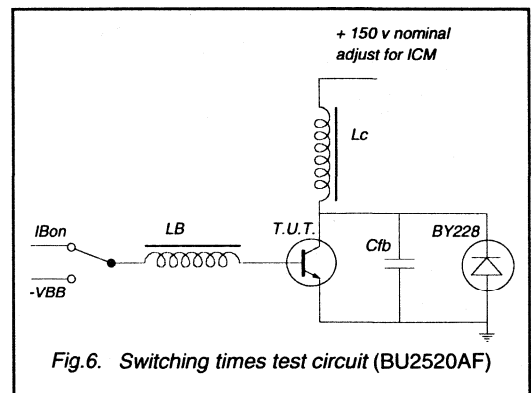 + 150 v nominal
adjust for ICM
Lc
IBon
LB
T.U.T.
Cfb
BY228
-VBB
Fig.6. Switching times test circuit (BU2520AF)